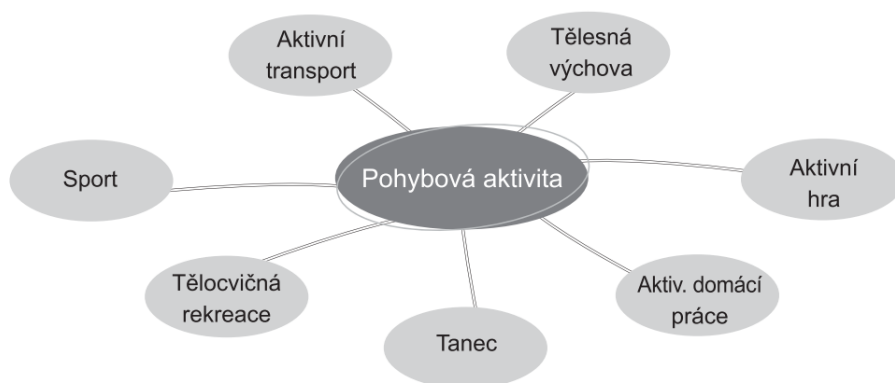 Aktivní
transport
Tělesná
výchova
Sport
Pohybová aktivita
Aktivní
hra
Tělocvičná
rekreace
Aktiv. domácí
práce
Tanec